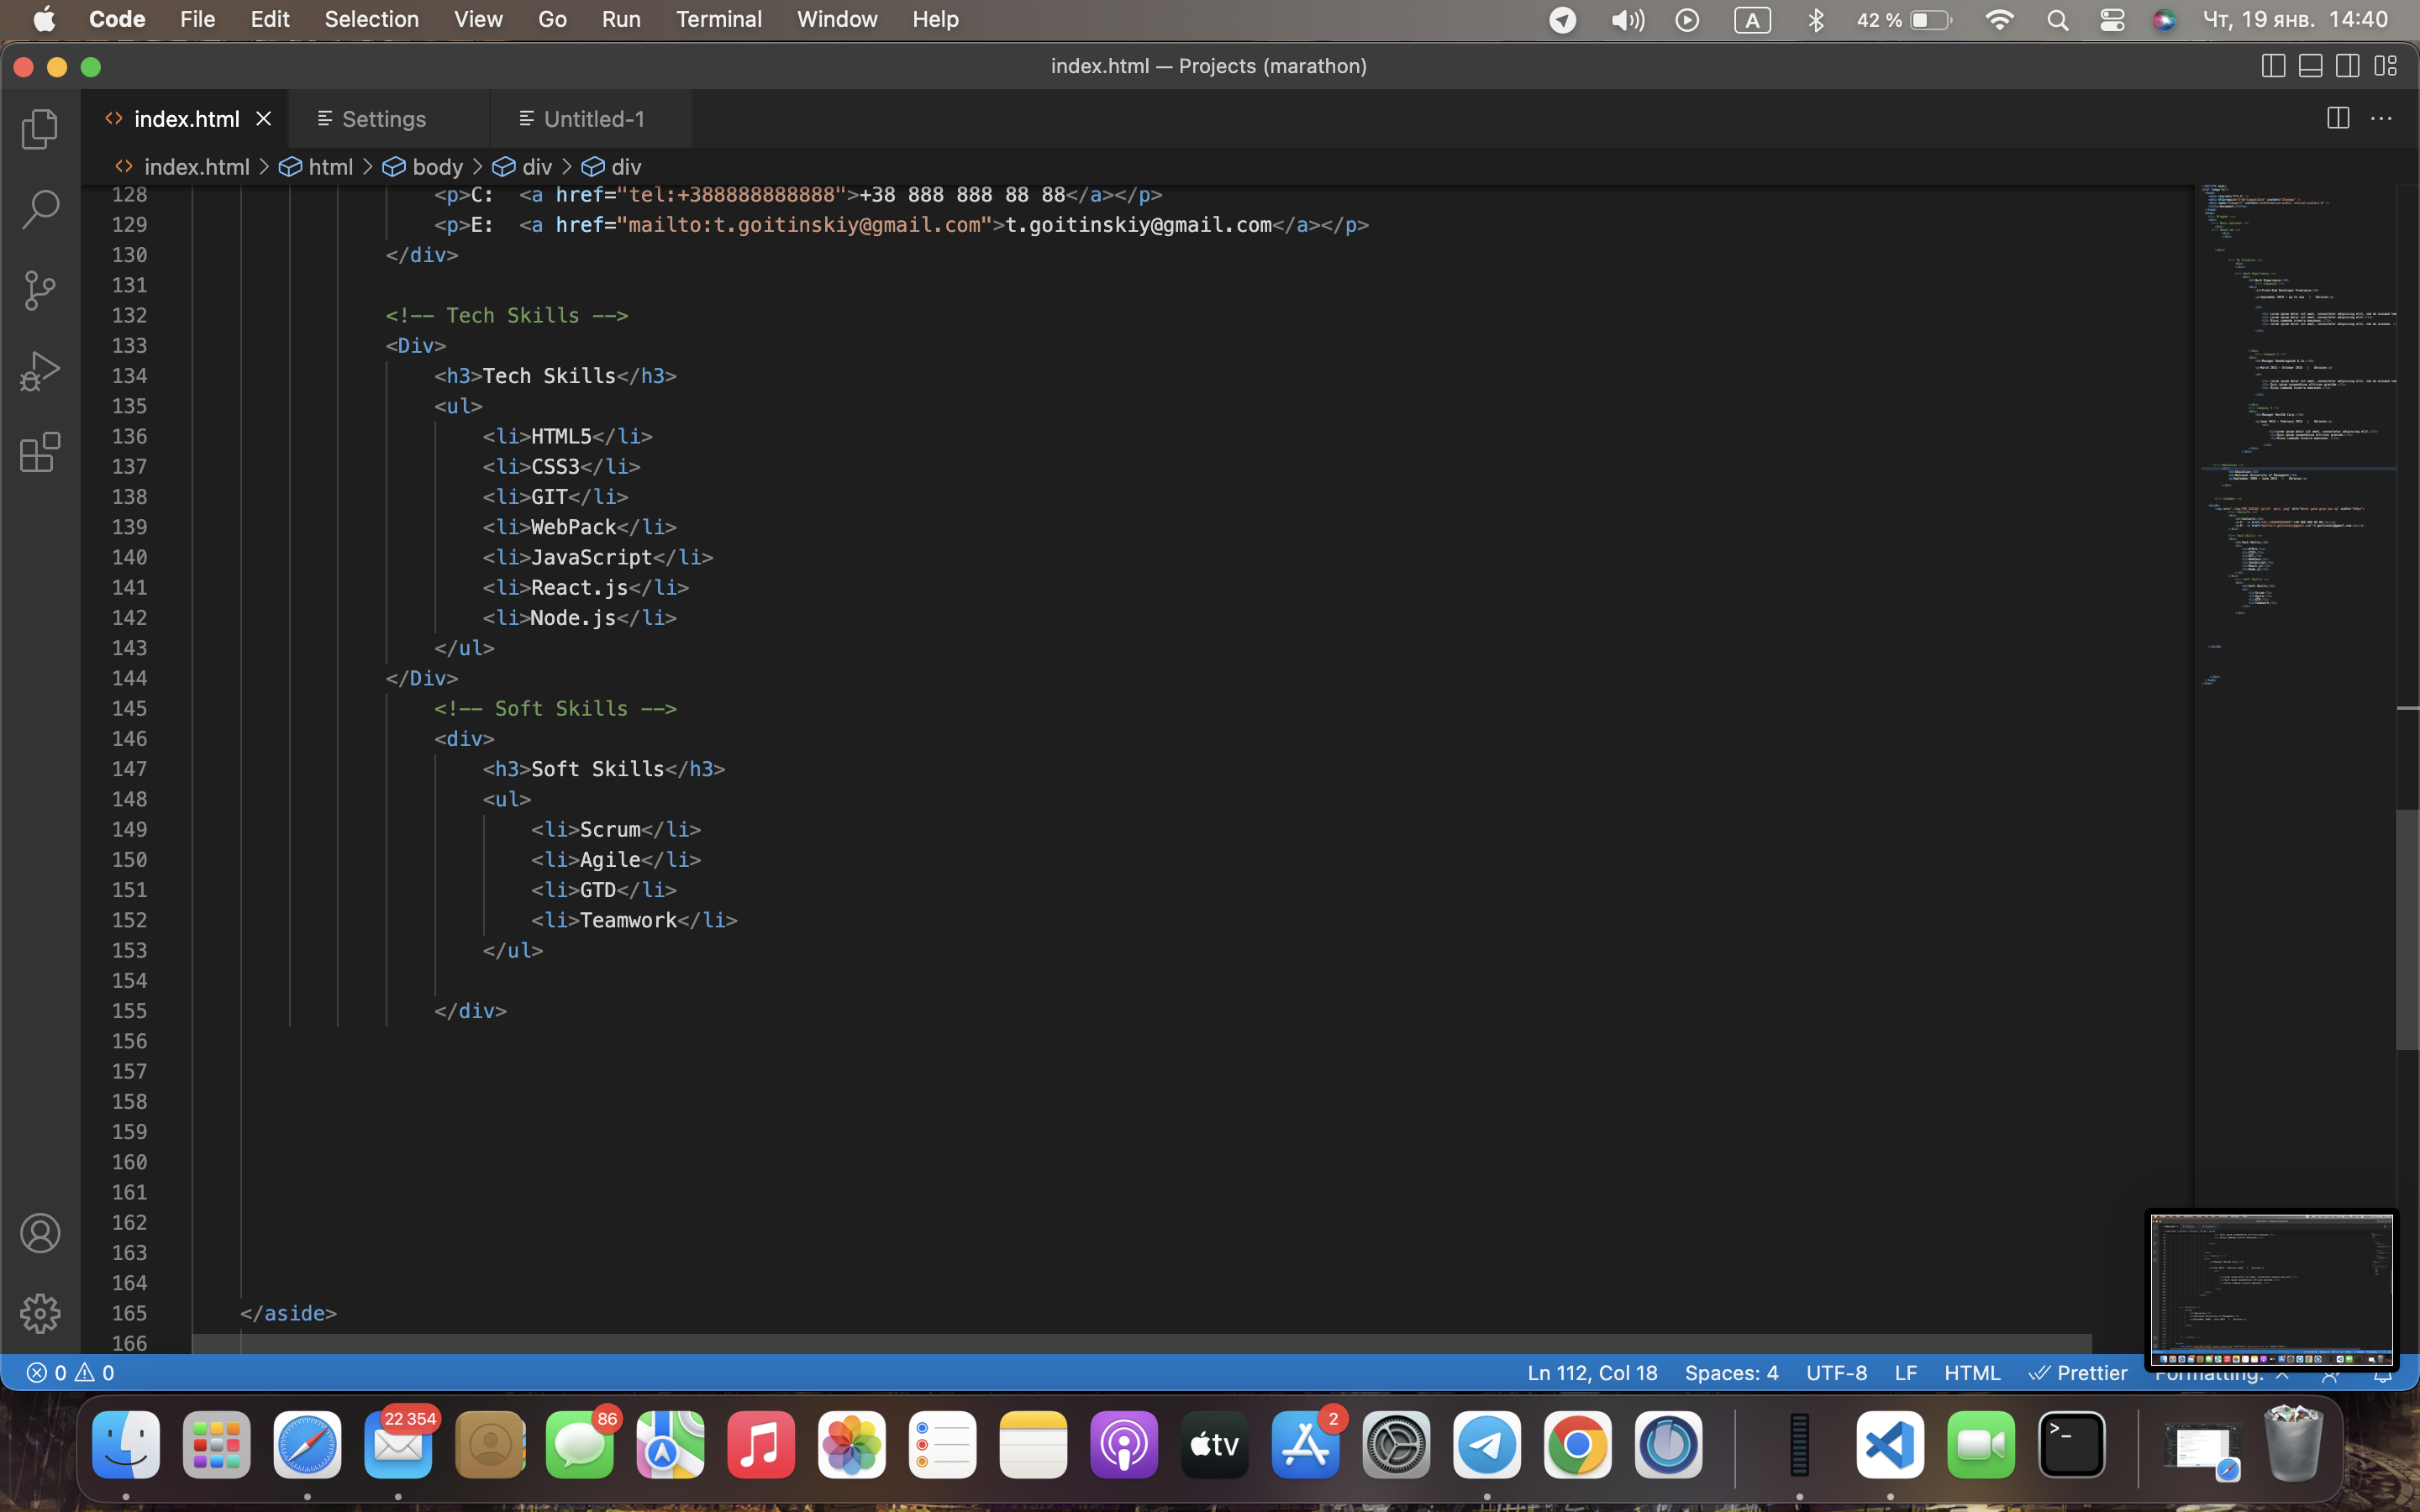 Code File Edit Selection View Go Run Terminal Window Help A 42 % Чт, 19 янв. 14:40
index.html — Projects (marathon)
index.html Settings Untitled-1
index.html > html > body > div > div
128 <p>C:  <a href="tel:+388888888888">+38 888 888 88 88</a></p>
129 <p>E:  <a href="mailto:t.goitinskiy@gmail.com">t.goitinskiy@gmail.com</a></p>
130 </div>
131
132 <!-- Tech Skills -->
133 <Div>
134 <h3>Tech Skills</h3>
135 <ul>
136 <li>HTML5</li>
137 <li>CSS3</li>
138 <li>GIT</li>
139 <li>WebPack</li>
140 <li>JavaScript</li>
141 <li>React.js</li>
142 <li>Node.js</li>
143 </ul>
144 </Div>
145 <!-- Soft Skills -->
146 <div>
147 <h3>Soft Skills</h3>
148 <ul>
149 <li>Scrum</li>
150 <li>Agile</li>
151 <li>GTD</li>
152 <li>Teamwork</li>
153 </ul>
154
155 </div>
156
157
158
159
160
161
162
163
164
165 </aside>
166
0 0 Ln 112, Col 18 Spaces: 4 UTF-8 LF HTML Prettier Formatting:
22 354 86 tv 2 >_